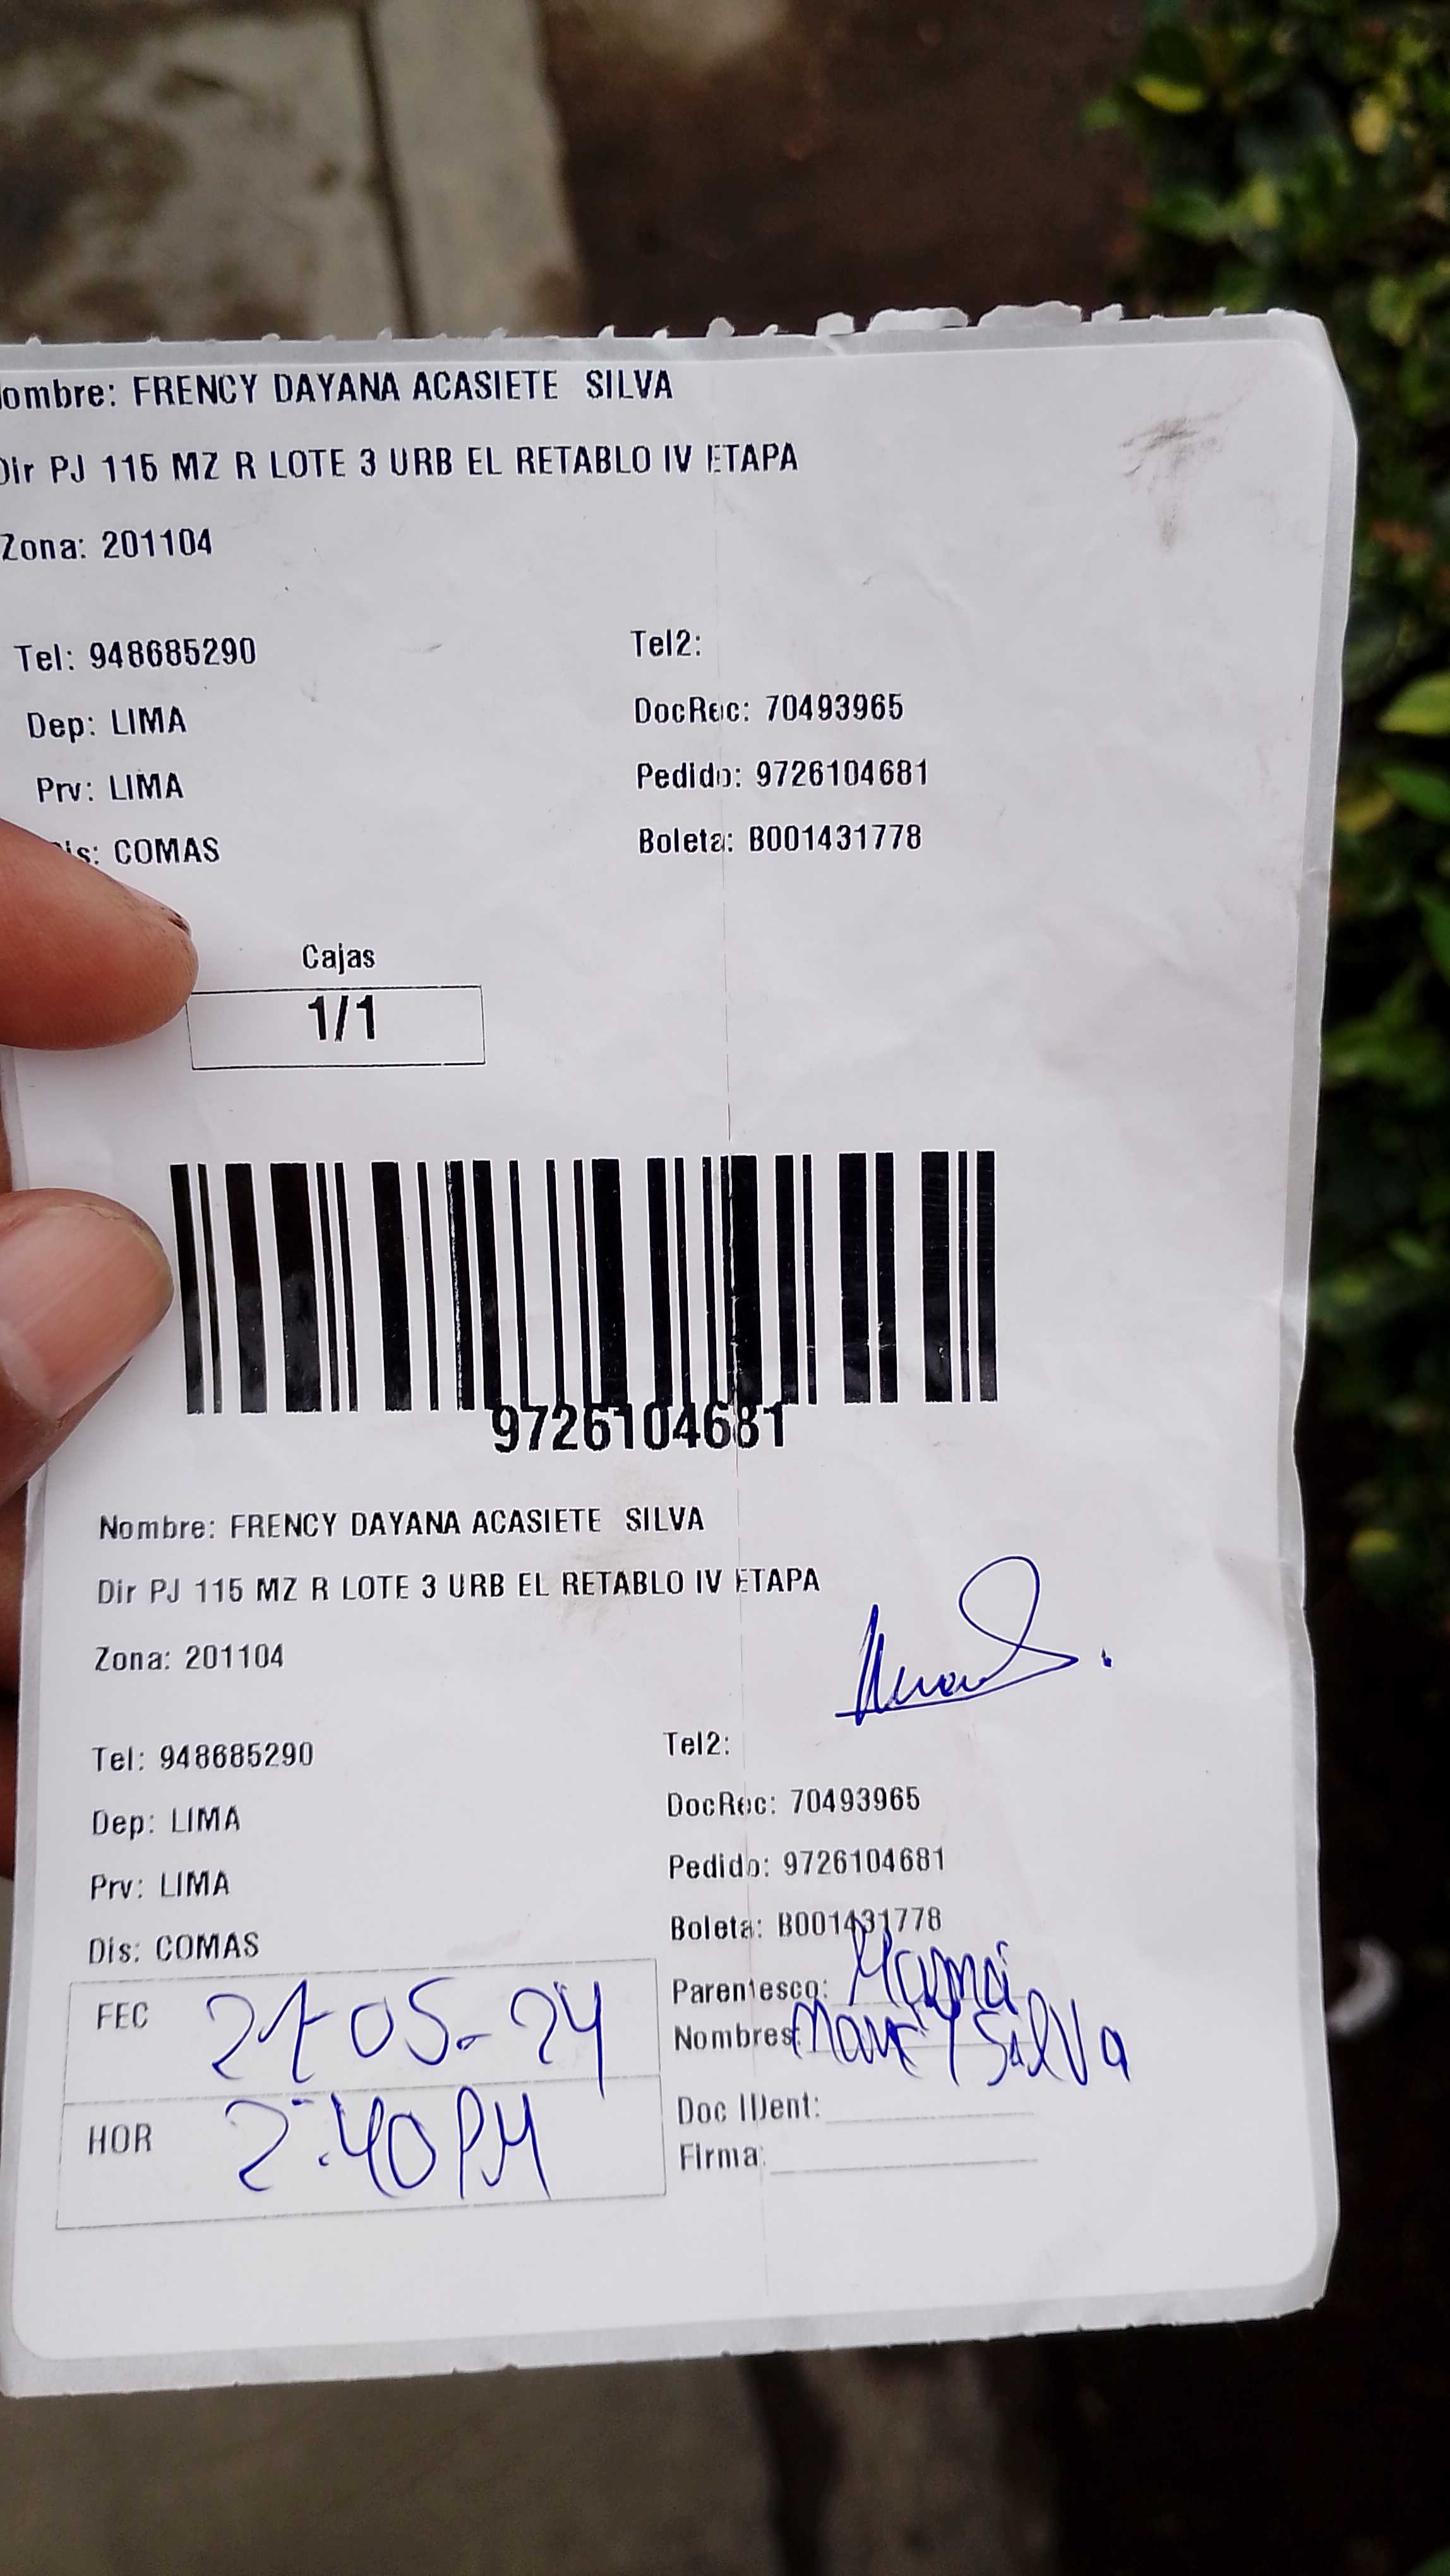 ombre: FRENCY DAYANA ACASIETE SILVA
Dir PJ 115 MZ R LOTE 3 URB EL RETABLO IV ETAPA
Zona: 201104
Tel: 948685290
Tel2:
Dep: LIMA
DocRec: 70493965
Prv: LIMA
Pedido: 9726104681
is: COMAS
Boleta: B001431778
Cajas
1/1
9726104681
Nombre: FRENCY DAYANA ACASIETE SILVA
Dir PJ 115 MZ R LOTE 3 URB EL RETABLO IV ETAPA
Zona: 201104
Tel: 948685290
Tel2:
Dep: LIMA
DocRec: 70493965
Prv: LIMA
Pedido: 9726104681
Dis: COMAS
Boleta: B001431778
FEC
Parentesco: Mamá
Nombres: Silva
HOR 2:40 PM
Doc IDent:
Firma: